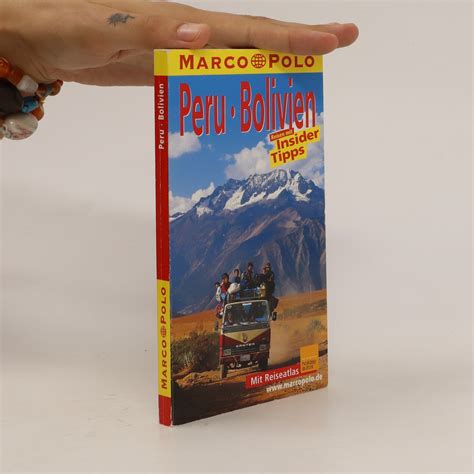 MARCO POLO
Peru · Bolivien
Reisen mit
Insider
Tipps
Mit Reiseatlas
www.marcopolo.de
Peru · Bolivien
MARCO POLO